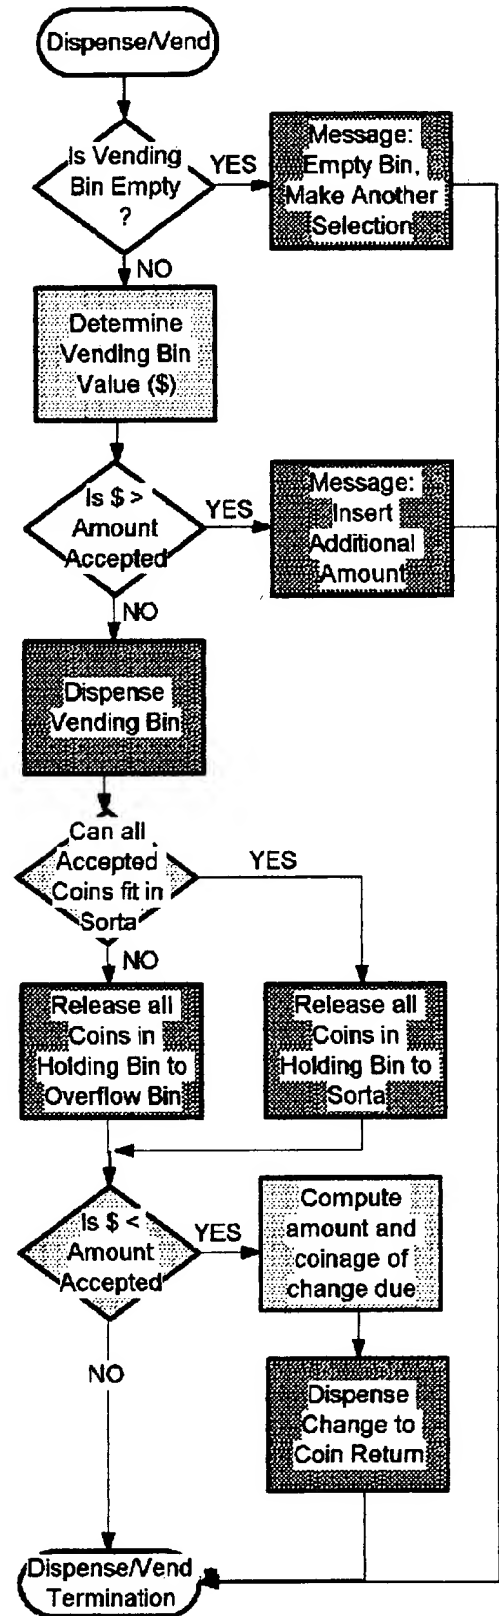 Dispense/Vend
Is Vending
Bin Empty
?
YES
Message:
Empty Bin,
Make Another
Selection
NO
Determine
Vending Bin
Value ($)
Is $ >
Amount
Accepted
YES
Message:
Insert
Additional
Amount
NO
Dispense
Vending Bin
Can all
Accepted
Coins fit in
Sorta
YES
NO
Release all
Coins in
Holding Bin to
Overflow Bin
Release all
Coins in
Holding Bin to
Sorta
Is $ <
Amount
Accepted
YES
Compute
amount and
coinage of
change due
NO
Dispense
Change to
Coin Return
Dispense/Vend
Termination